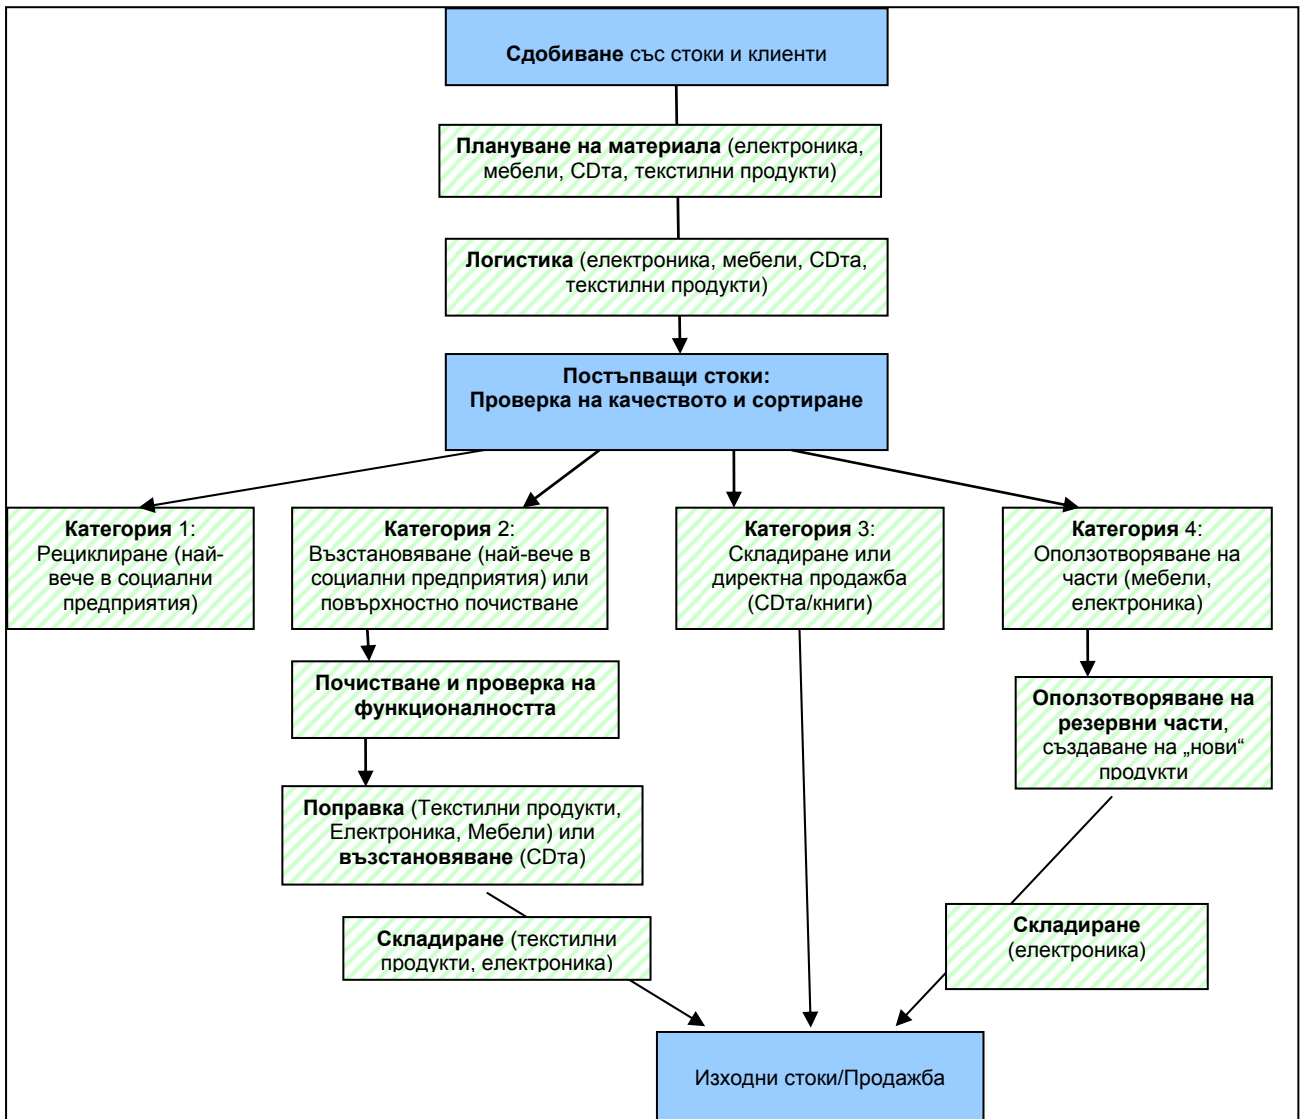 Сдобиване със стоки и клиенти
Плануване на материала (електроника,
мебели, CDта, текстилни продукти)
Логистика (електроника, мебели, CDта,
текстилни продукти)
Постъпващи стоки:
Проверка на качеството и сортиране
Категория 1:
Рециклиране (най-
вече в социални
предприятия)
Категория 2:
Възстановяване (най-вече в
социални предприятия) или
повърхностно почистване
Категория 3:
Складиране или
директна продажба
(CDта/книги)
Категория 4:
Оползотворяване на
части (мебели,
електроника)
Почистване и проверка на
функционалността
Оползотворяване на
резервни части,
създаване на „нови“
продукти
Поправка (Текстилни продукти,
Електроника, Мебели) или
възстановяване (CDта)
Складиране (текстилни
продукти, електроника)
Складиране
(електроника)
Изходни стоки/Продажба